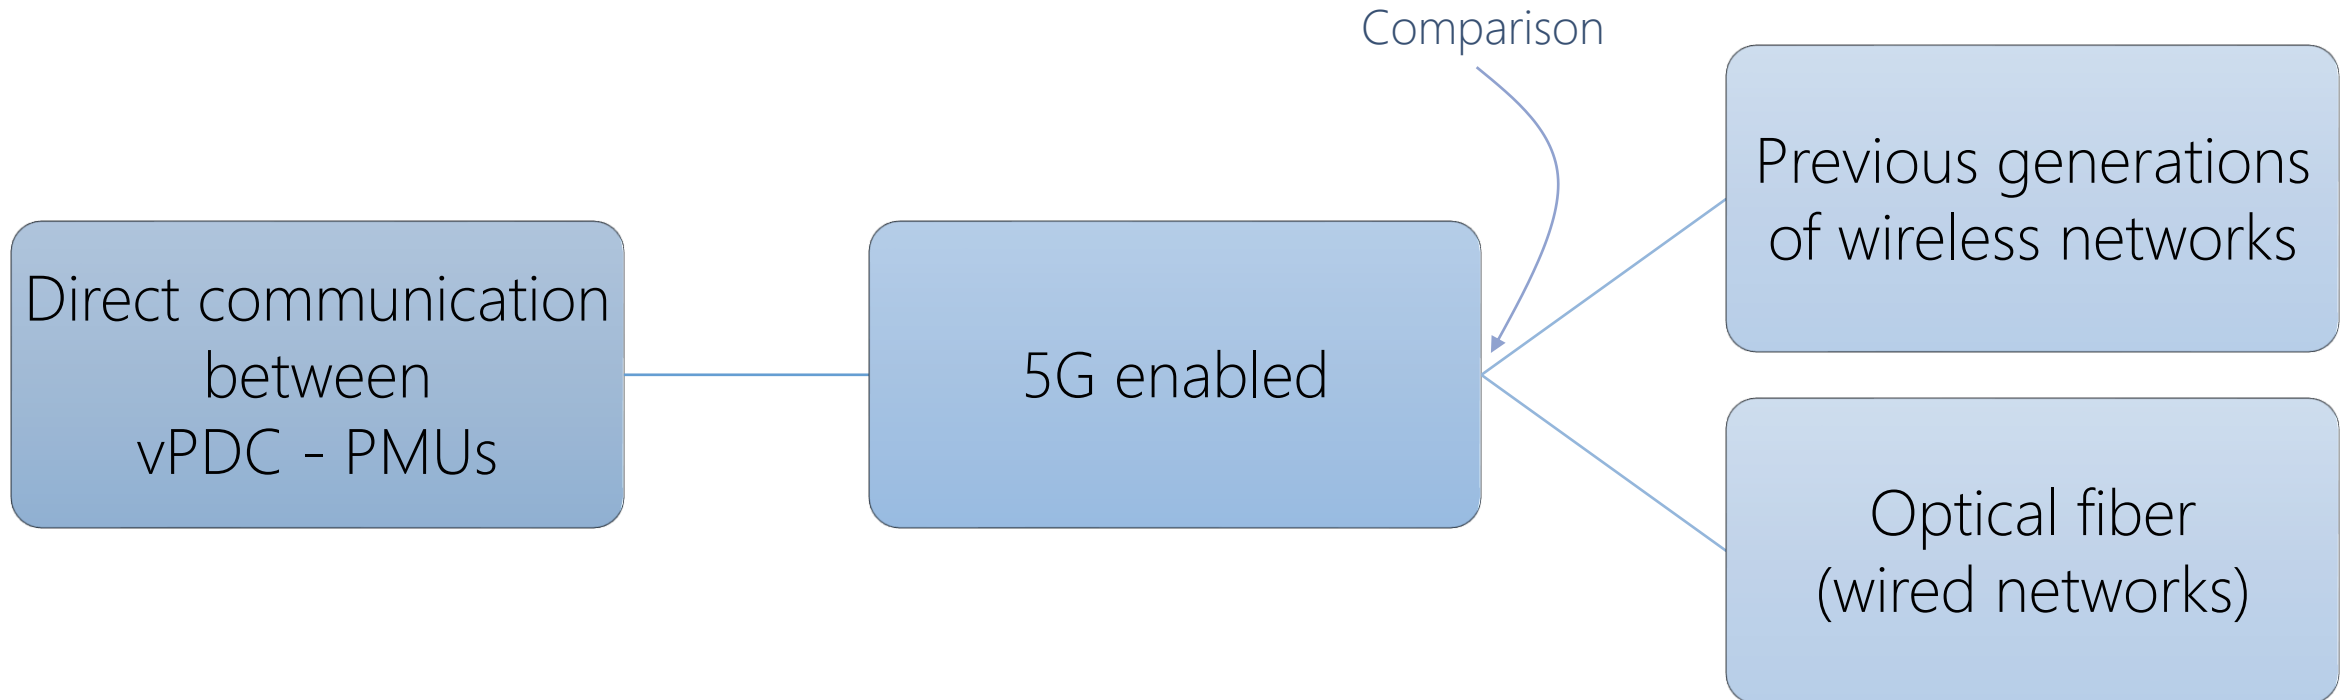 Comparison
Direct communication
between
vPDC - PMUs
5G enabled
Previous generations
of wireless networks
Optical fiber
(wired networks)